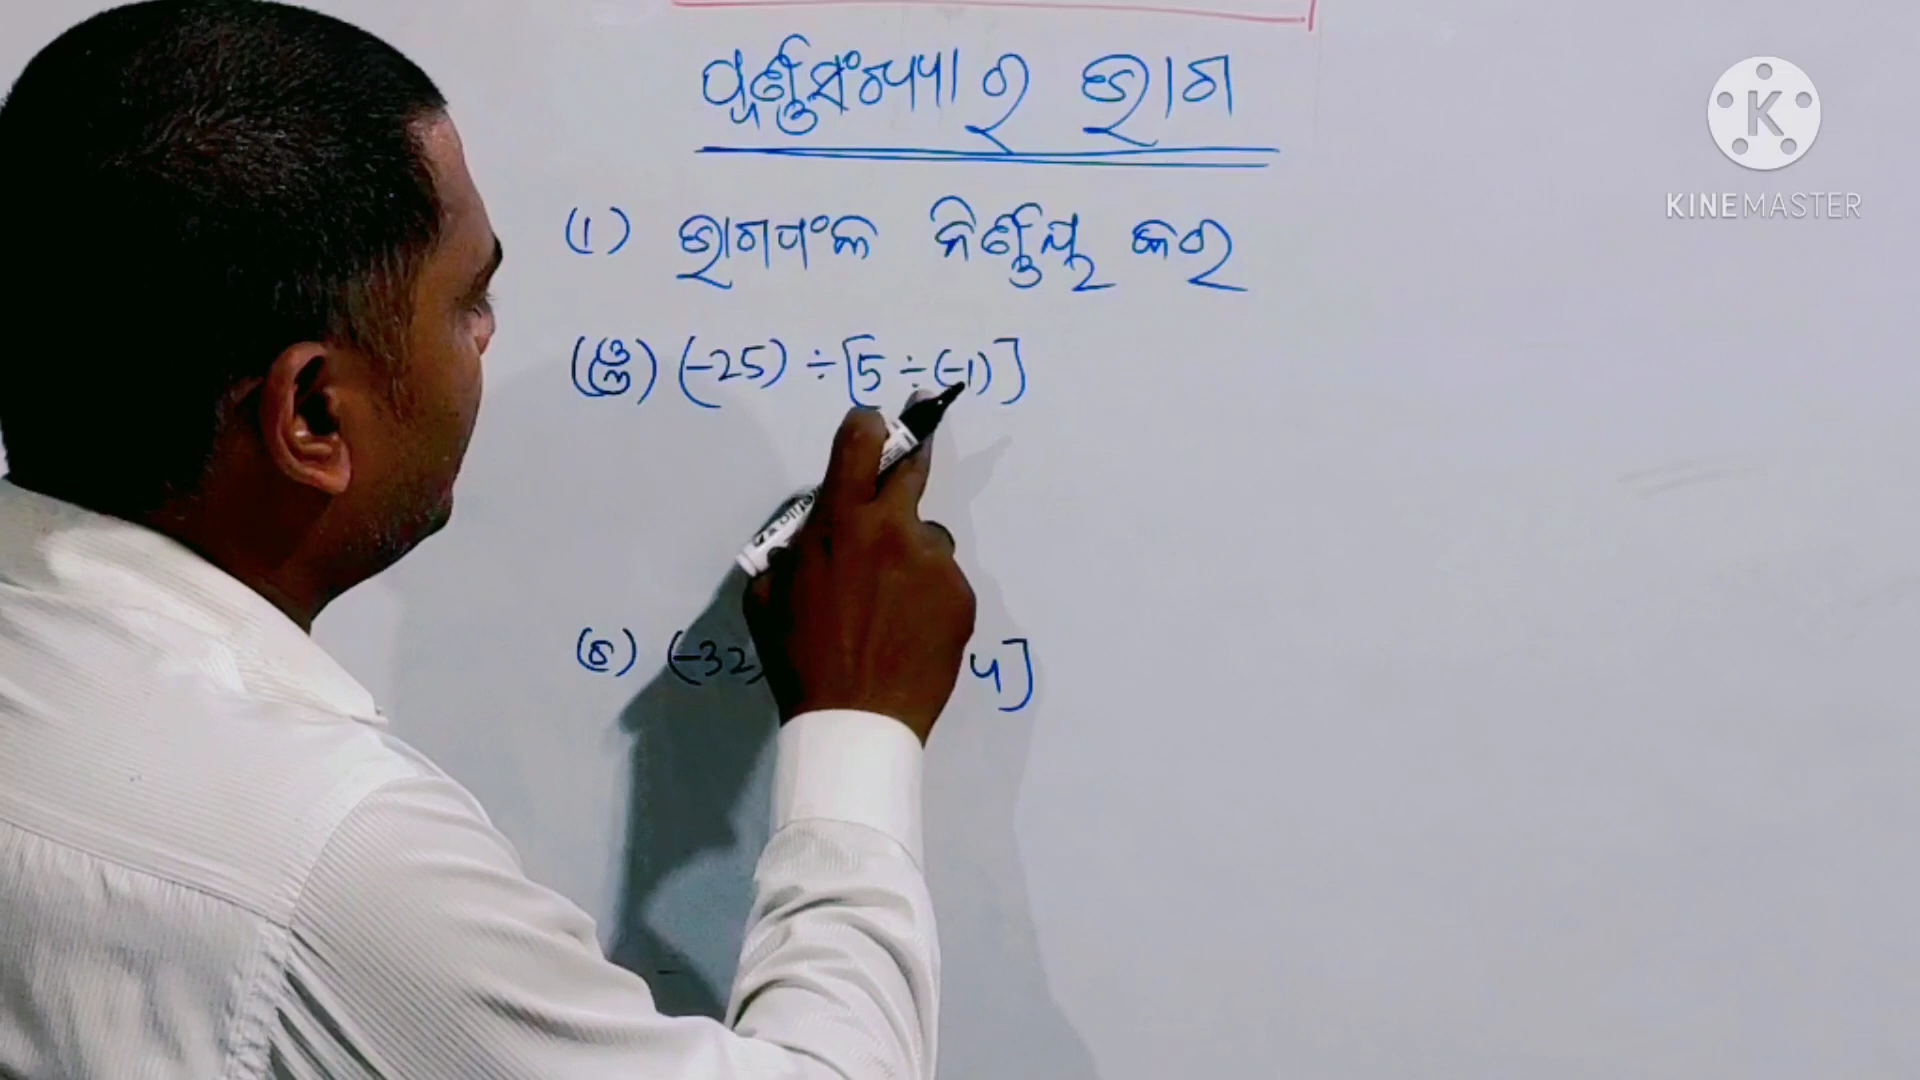 ପୂର୍ଣ୍ଣସଂଖ୍ୟାର ଭାଗ
(1) ଭାଗଫଳ ନିର୍ଣ୍ଣୟ କର
(-25) ÷ [5 ÷ (-1)]
(ଚ) (-32) 4]
K
KINEMASTER